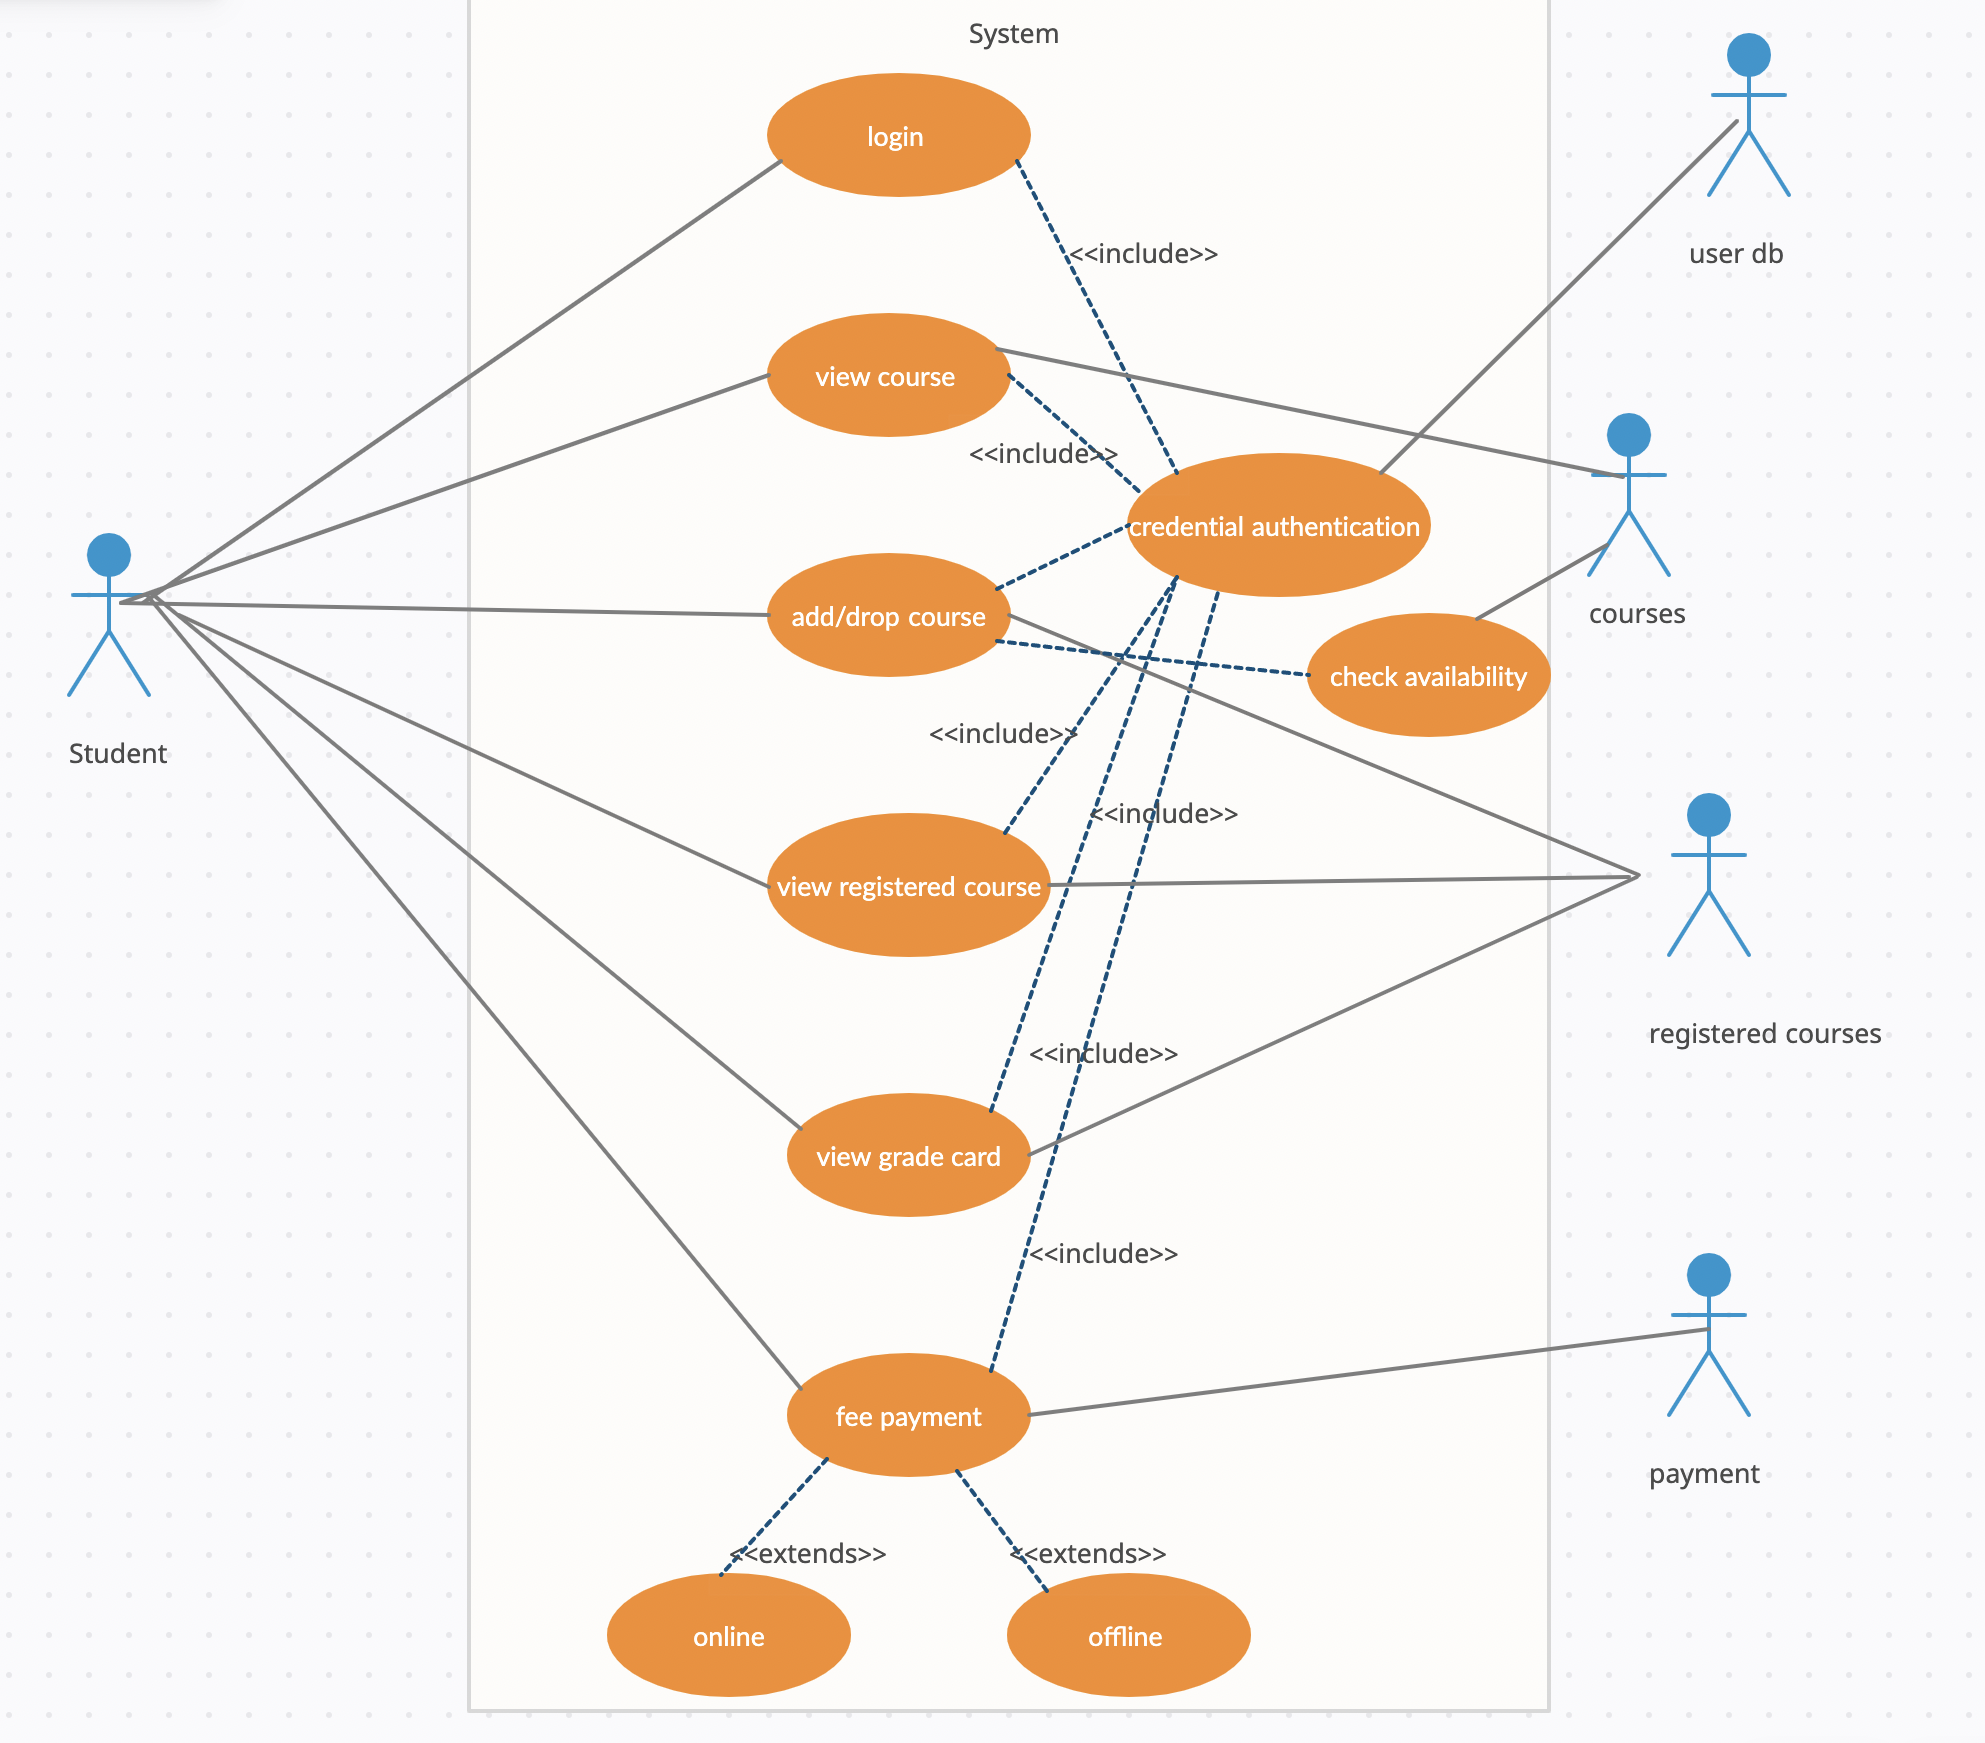 System
login
user db
<<include>>
view course
<<include>>
credential authentication
add/drop course
courses
check availability
<<include>>
Student
<<include>>
view registered course
registered courses
<<include>>
view grade card
<<include>>
fee payment
payment
<<extends>>
<<extends>>
online
offline